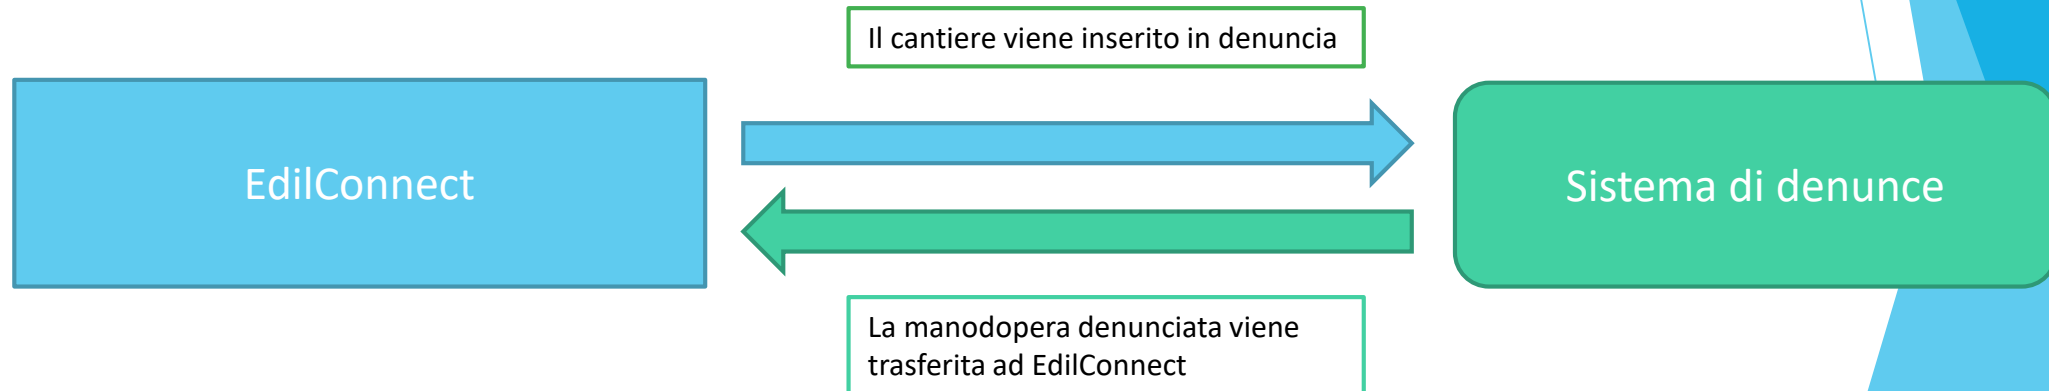 Il cantiere viene inserito in denuncia
EdilConnect
Sistema di denunce
La manodopera denunciata viene
trasferita ad EdilConnect